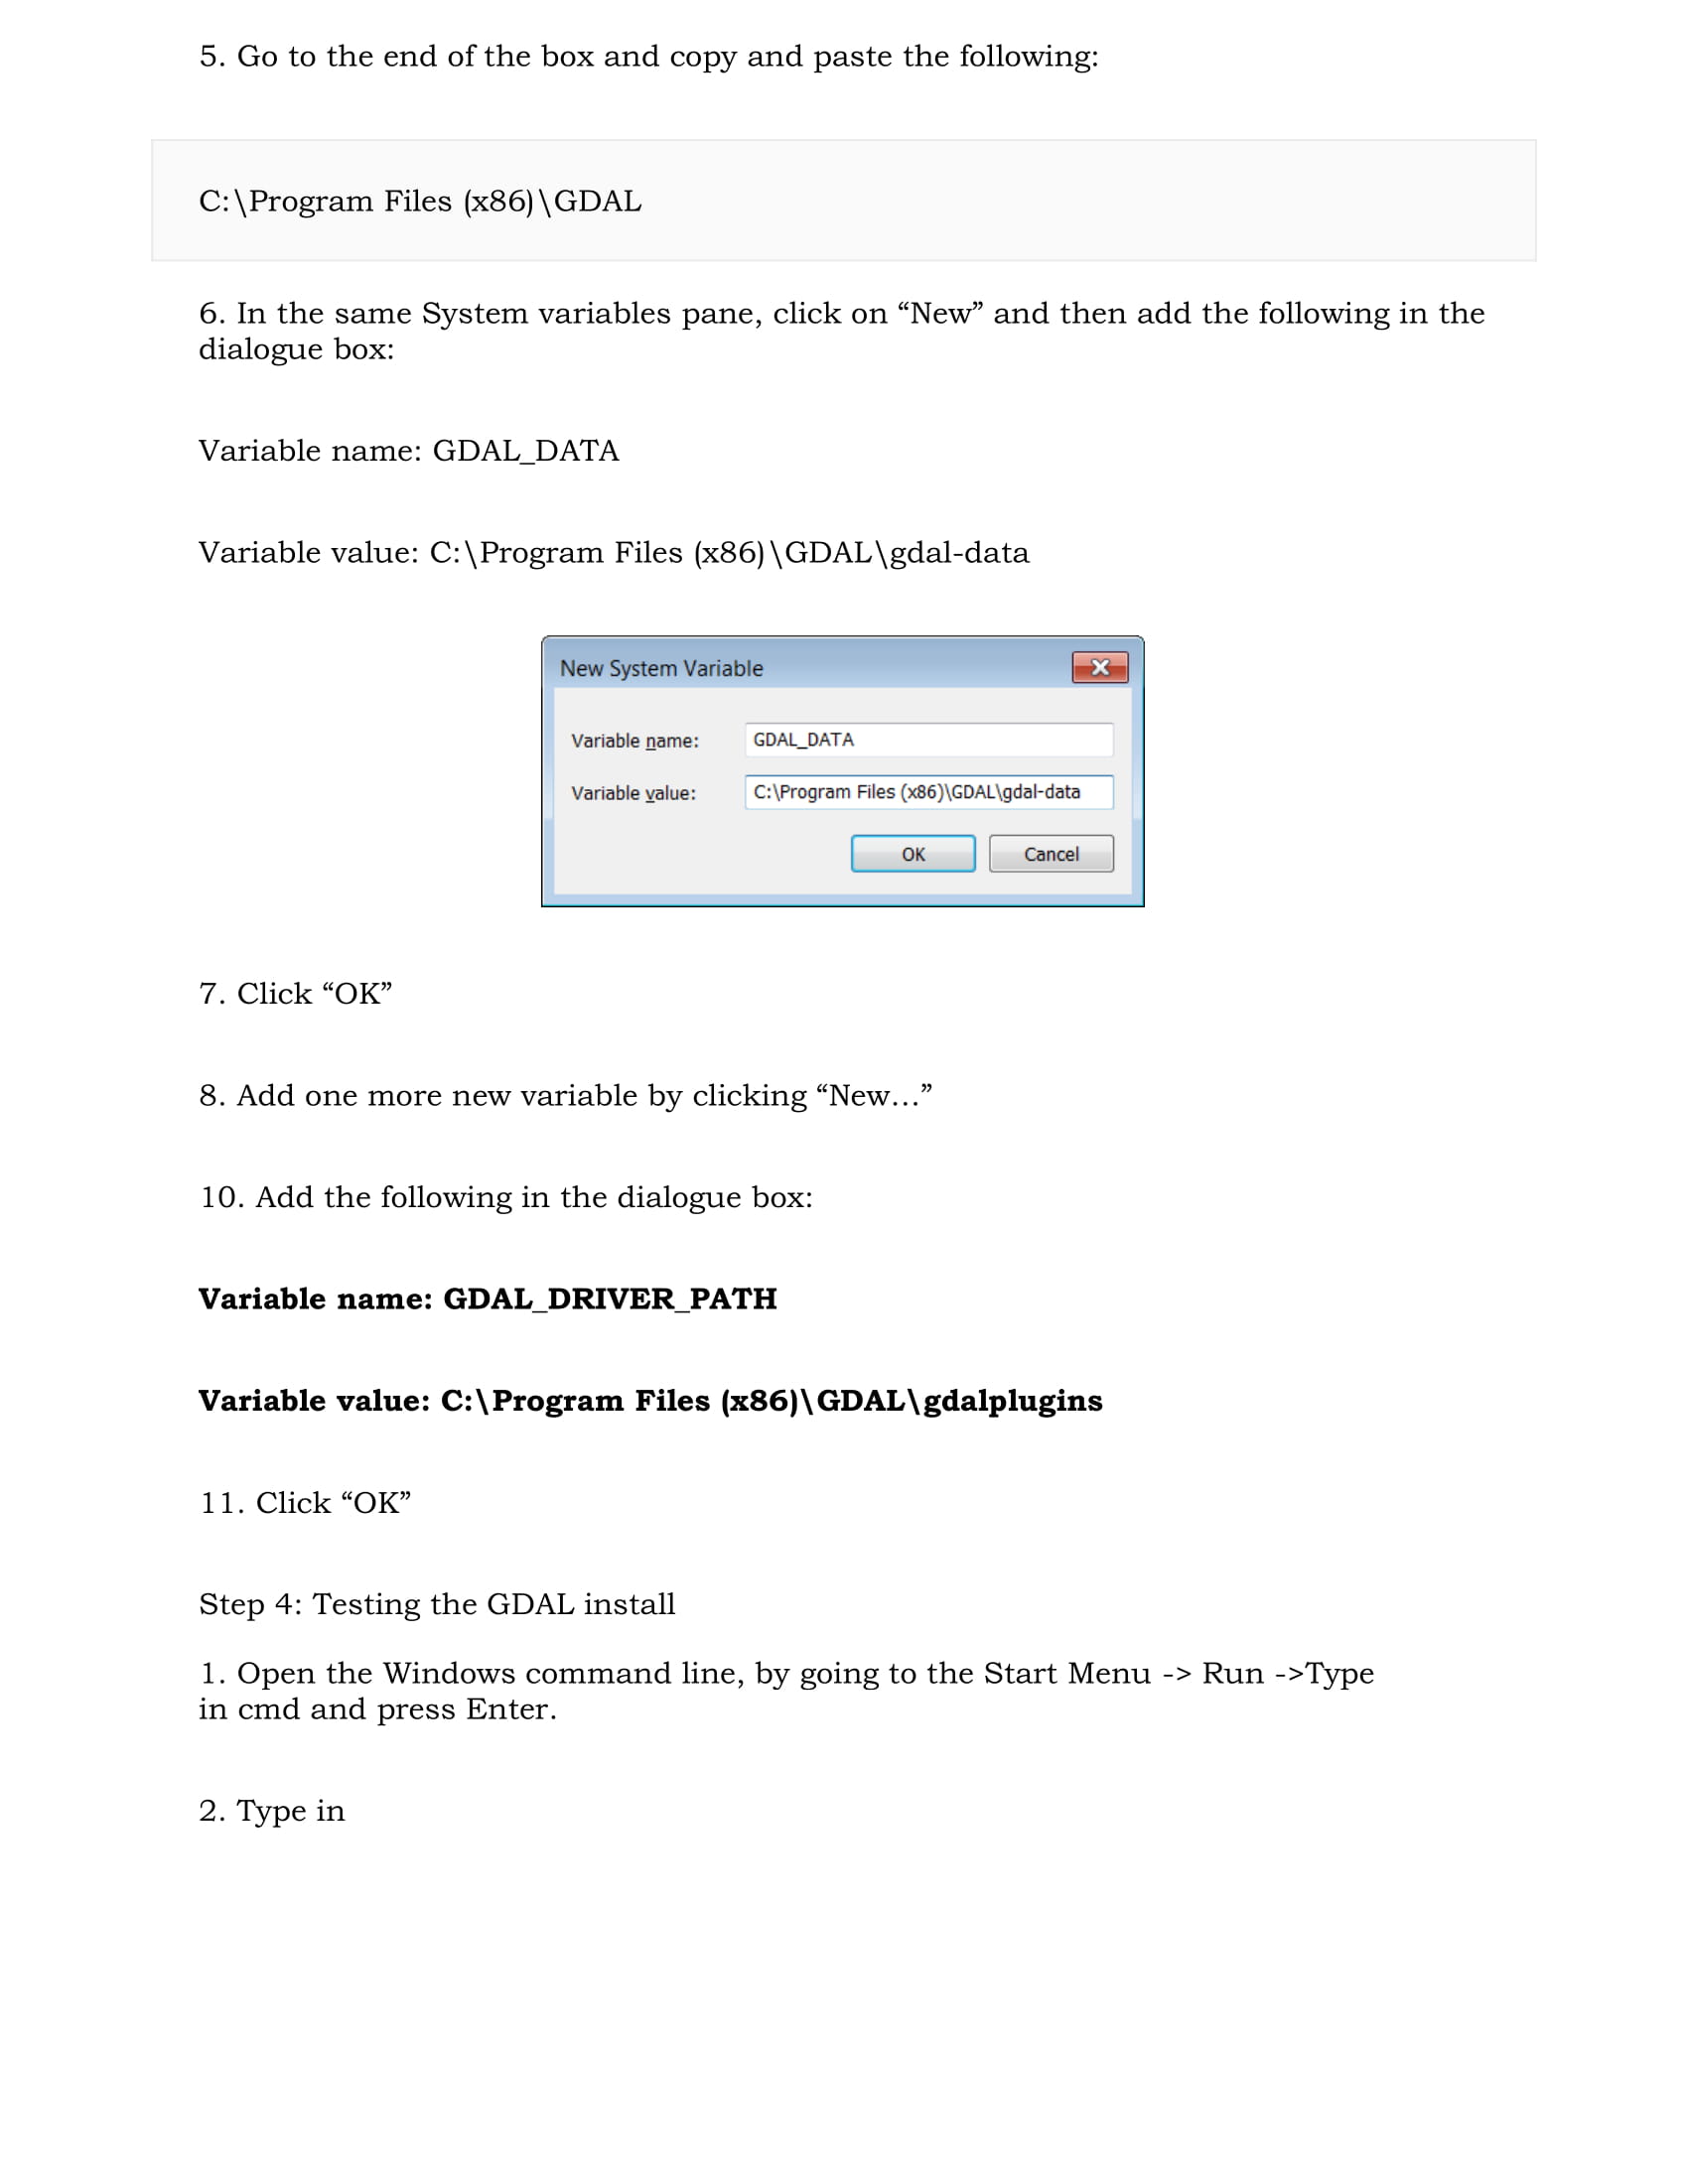 5. Go to the end of the box and copy and paste the following:
C:\Program Files (x86)\GDAL
6. In the same System variables pane, click on “New” and then add the following in the
dialogue box:
Variable name: GDAL_DATA
Variable value: C:\Program Files (x86)\GDAL\gdal-data
New System Variable
Variable name: GDAL_DATA
Variable value: C:\Program Files (x86)\GDAL\gdal-data
OK Cancel
7. Click “OK”
8. Add one more new variable by clicking “New…”
10. Add the following in the dialogue box:
Variable name: GDAL_DRIVER_PATH
Variable value: C:\Program Files (x86)\GDAL\gdalplugins
11. Click “OK”
Step 4: Testing the GDAL install
1. Open the Windows command line, by going to the Start Menu -> Run ->Type
in cmd and press Enter.
2. Type in